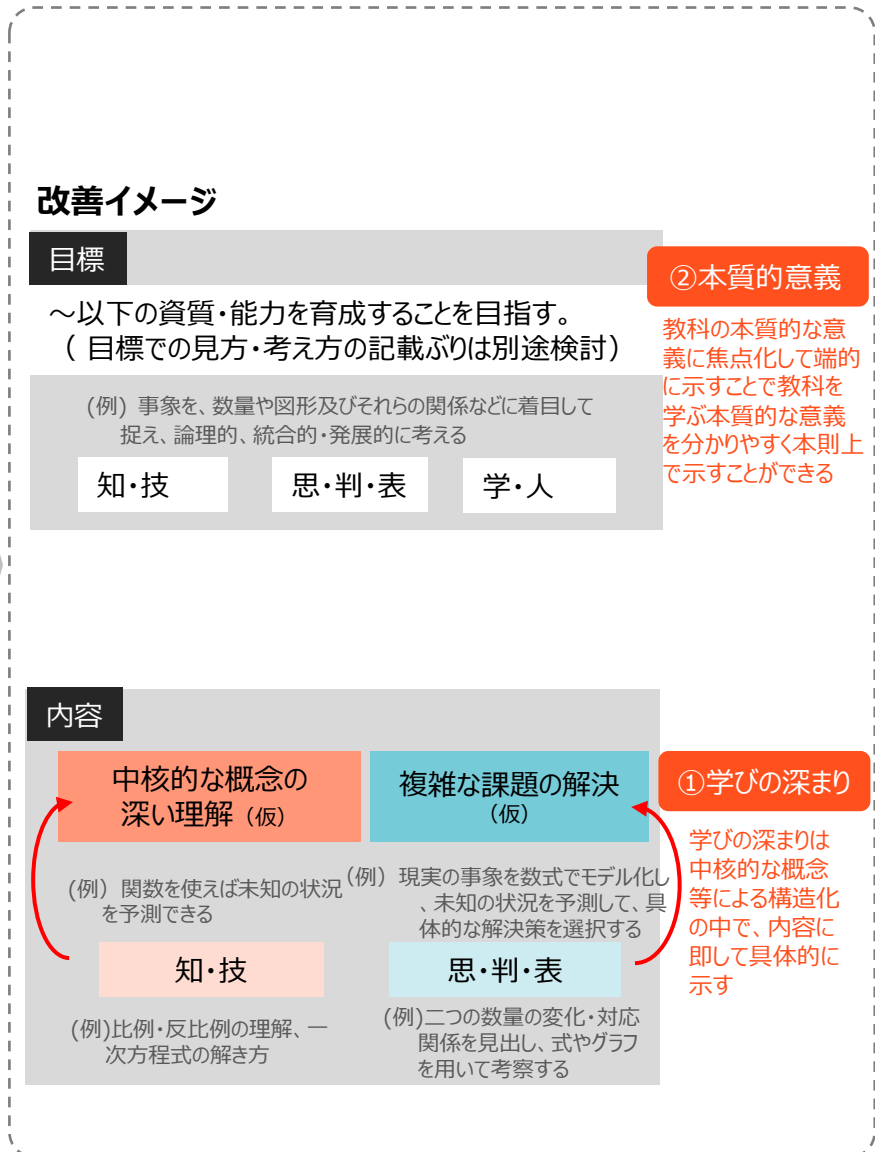 改善イメージ
目標
～以下の資質・能力を育成することを目指す。
（ 目標での見方・考え方の記載ぶりは別途検討）
(例) 事象を、数量や図形及びそれらの関係などに着目して
捉え、論理的、統合的・発展的に考える
知・技
思・判・表
学・人
②本質的意義
教科の本質的な意
義に焦点化して端的
に示すことで教科を
学ぶ本質的な意義
を分かりやすく本則上
で示すことができる
内容
中核的な概念の
深い理解（仮）
複雑な課題の解決
（仮）
(例) 関数を使えば未知の状況
を予測できる
(例) 現実の事象を数式でモデル化し
、未知の状況を予測して、具
体的な解決策を選択する
知・技
思・判・表
(例)比例・反比例の理解、一
次方程式の解き方
(例)二つの数量の変化・対応
関係を見出し、式やグラフ
を用いて考察する
①学びの深まり
学びの深まりは
中核的な概念
等による構造化
の中で、内容に
即して具体的に
示す